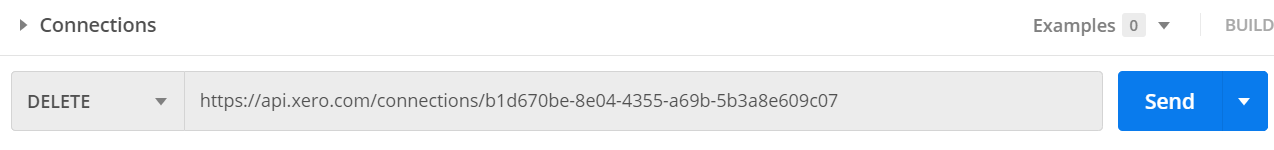 Connections Examples 0 BUILD
DELETE https://api.xero.com/connections/b1d670be-8e04-4355-a69b-5b3a8e609c07 Send